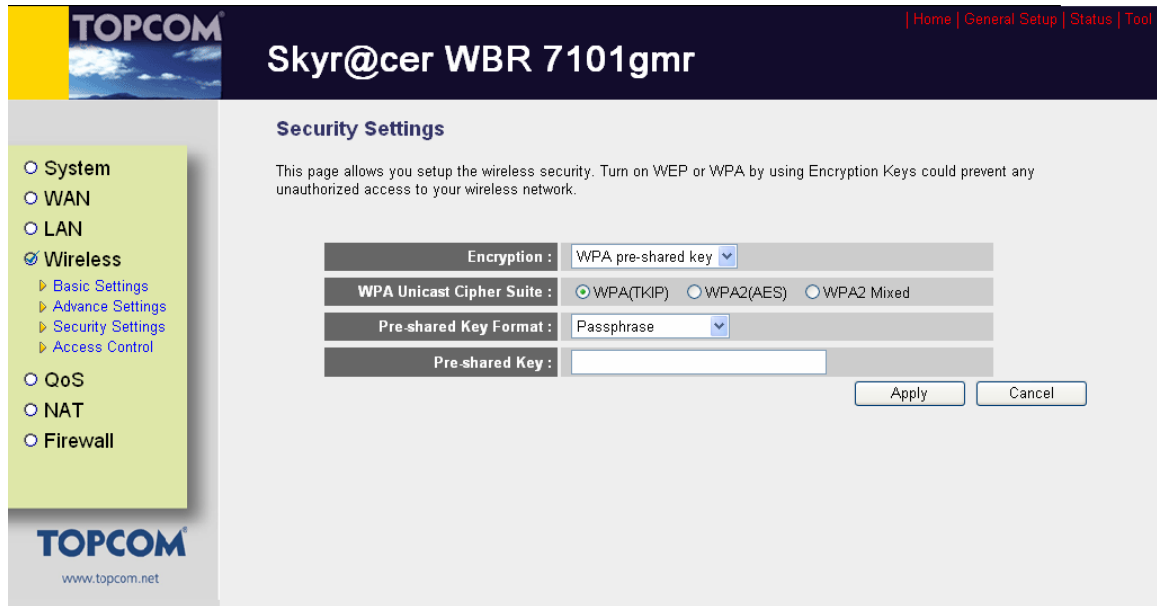 TOPCOM
| Home | General Setup | Status | Tool
Skyr@cer WBR 7101gmr
System
WAN
LAN
Wireless
Basic Settings
Advance Settings
Security Settings
Access Control
QoS
NAT
Firewall
TOPCOM
www.topcom.net
Security Settings
This page allows you setup the wireless security. Turn on WEP or WPA by using Encryption Keys could prevent any
unauthorized access to your wireless network.
Encryption : WPA pre-shared key
WPA Unicast Cipher Suite : WPA(TKIP) WPA2(AES) WPA2 Mixed
Pre-shared Key Format : Passphrase
Pre-shared Key :
Apply Cancel